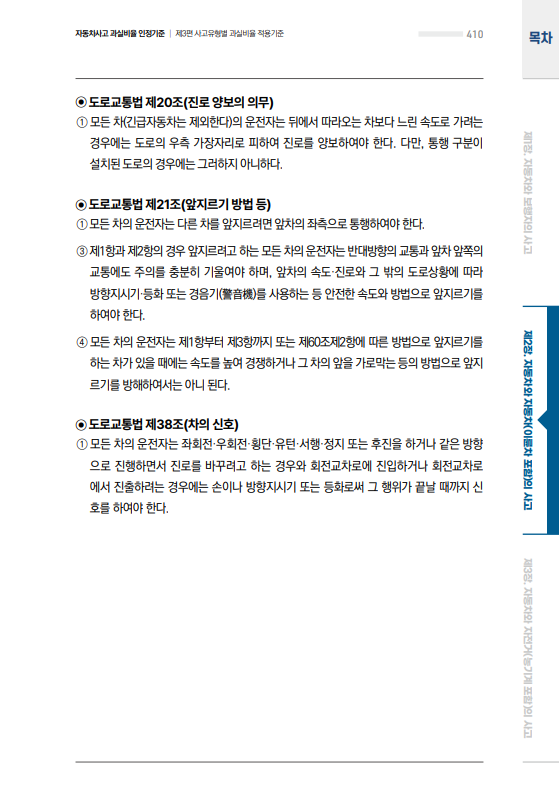 자동차사고 과실비율 인정기준 | 제3편 사고유형별 과실비율 적용기준
410
목차
◉ 도로교통법 제20조(진로 양보의 의무)
① 모든 차(긴급자동차는 제외한다)의 운전자는 뒤에서 따라오는 차보다 느린 속도로 가려는
경우에는 도로의 우측 가장자리로 피하여 진로를 양보하여야 한다. 다만, 통행 구분이
설치된 도로의 경우에는 그러하지 아니하다.
◉ 도로교통법 제21조(앞지르기 방법 등)
① 모든 차의 운전자는 다른 차를 앞지르려면 앞차의 좌측으로 통행하여야 한다.
③ 제1항과 제2항의 경우 앞지르려고 하는 모든 차의 운전자는 반대방향의 교통과 앞차 앞쪽의
교통에도 주의를 충분히 기울여야 하며, 앞차의 속도·진로와 그 밖의 도로상황에 따라
방향지시기·등화 또는 경음기(警音機)를 사용하는 등 안전한 속도와 방법으로 앞지르기를
하여야 한다.
④ 모든 차의 운전자는 제1항부터 제3항까지 또는 제60조제2항에 따른 방법으로 앞지르기를
하는 차가 있을 때에는 속도를 높여 경쟁하거나 그 차의 앞을 가로막는 등의 방법으로 앞지
르기를 방해하여서는 아니 된다.
◉ 도로교통법 제38조(차의 신호)
① 모든 차의 운전자는 좌회전·우회전·횡단·유턴·서행·정지 또는 후진을 하거나 같은 방향
으로 진행하면서 진로를 바꾸려고 하는 경우와 회전교차로에 진입하거나 회전교차로
에서 진출하려는 경우에는 손이나 방향지시기 또는 등화로써 그 행위가 끝날 때까지 신
호를 하여야 한다.
제1장. 자동차와 보행자의 사고
제2장. 자동차와 자동차(이륜차 포함)의 사고
제3장. 자동차와 자전거(농기계 포함)의 사고